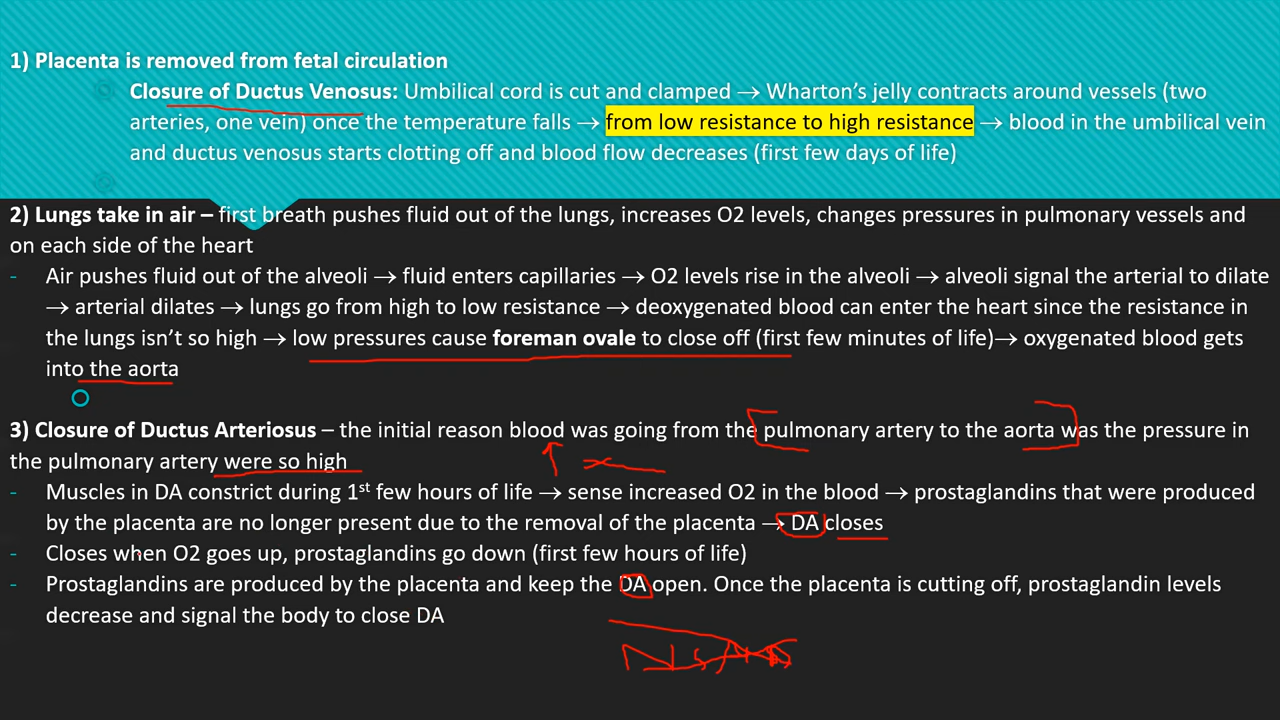 1) Placenta is removed from fetal circulation
Closure of Ductus Venosus: Umbilical cord is cut and clamped → Wharton's jelly contracts around vessels (two
arteries, one vein) once the temperature falls → from low resistance to high resistance → blood in the umbilical vein
and ductus venosus starts clotting off and blood flow decreases (first few days of life)
2) Lungs take in air – first breath pushes fluid out of the lungs, increases O2 levels, changes pressures in pulmonary vessels and
on each side of the heart
- Air pushes fluid out of the alveoli → fluid enters capillaries → O2 levels rise in the alveoli → alveoli signal the arterial to dilate
→ arterial dilates → lungs go from high to low resistance → deoxygenated blood can enter the heart since the resistance in
the lungs isn't so high → low pressures cause foreman ovale to close off (first few minutes of life)→ oxygenated blood gets
into the aorta
3) Closure of Ductus Arteriosus – the initial reason blood was going from the pulmonary artery to the aorta was the pressure in
the pulmonary artery were so high
- Muscles in DA constrict during 1st few hours of life → sense increased O2 in the blood → prostaglandins that were produced
by the placenta are no longer present due to the removal of the placenta → DA closes
- Closes when O2 goes up, prostaglandins go down (first few hours of life)
- Prostaglandins are produced by the placenta and keep the DA open. Once the placenta is cutting off, prostaglandin levels
decrease and signal the body to close DA